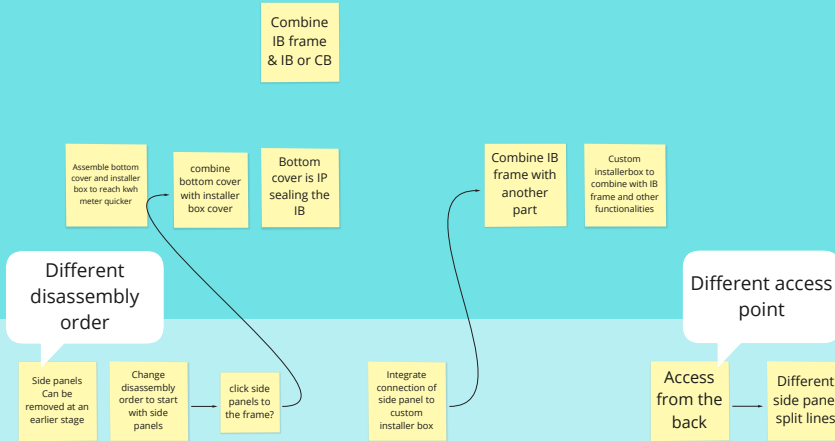 Combine
IB frame
& IB or CB
Assemble bottom
cover and installer
box to reach kwh
meter quicker
combine
bottom cover
with installer
box cover
Bottom
cover is IP
sealing the
IB
Combine IB
frame with
another
part
Custom
installerbox to
combine with IB
frame and other
functionalities
Different
disassembly
order
Different access
point
Side panels
Can be
removed at an
earlier stage
Change
disassembly
order to start
with side
panels
click side
panels to
the frame?
Integrate
connection of
side panel to
custom
installer box
Access
from the
back
Different
side pane
split lines